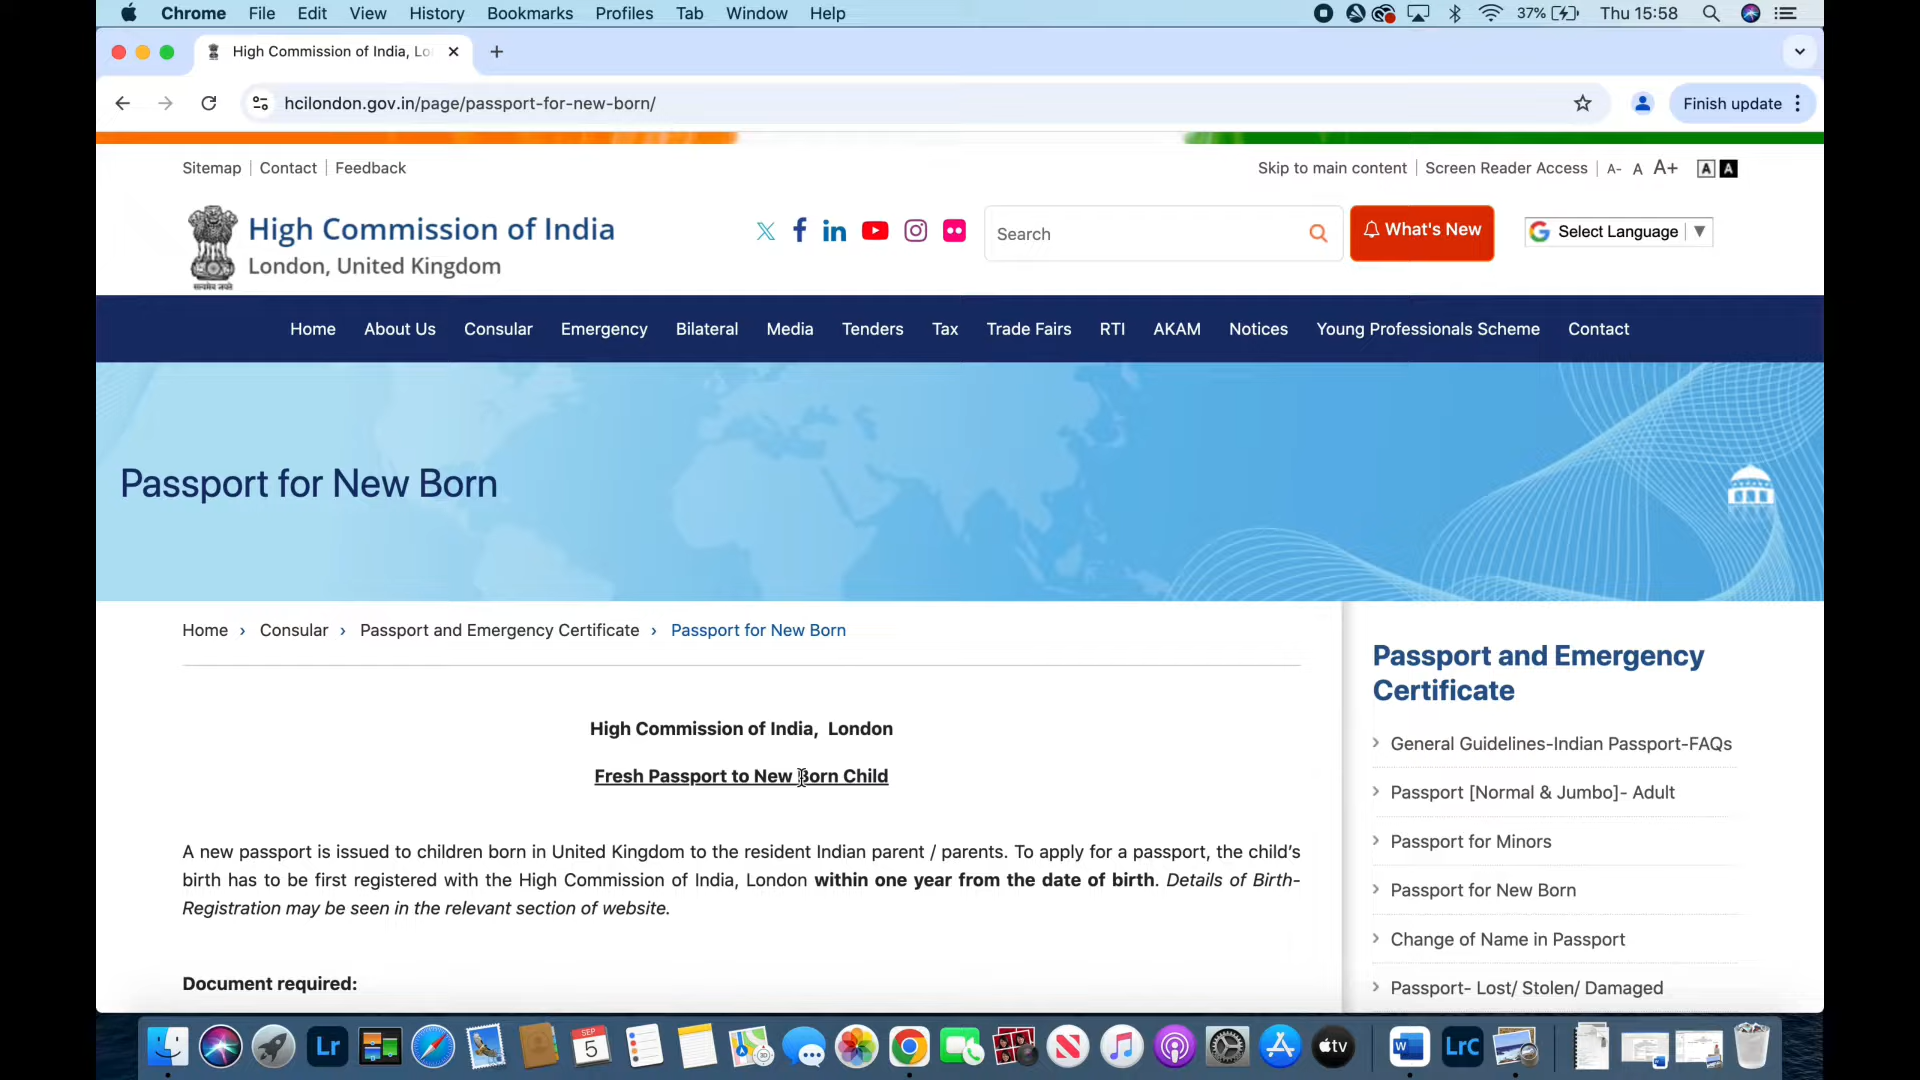 Chrome File Edit View History Bookmarks Profiles Tab Window Help 37% Thu 15:58
High Commission of India, Lo
hcilondon.gov.in/page/passport-for-new-born/ Finish update
Sitemap Contact Feedback Skip to main content Screen Reader Access A- A A+ A A
High Commission of India
London, United Kingdom
सत्यमेव जयते
Search
What's New
Select Language
Home About Us Consular Emergency Bilateral Media Tenders Tax Trade Fairs RTI AKAM Notices Young Professionals Scheme Contact
Passport for New Born
Home › Consular › Passport and Emergency Certificate › Passport for New Born
High Commission of India, London
Fresh Passport to New Born Child
A new passport is issued to children born in United Kingdom to the resident Indian parent / parents. To apply for a passport, the child’s
birth has to be first registered with the High Commission of India, London within one year from the date of birth. Details of Birth-
Registration may be seen in the relevant section of website.
Document required:
Passport and Emergency
Certificate
General Guidelines-Indian Passport-FAQs
Passport [Normal & Jumbo]- Adult
Passport for Minors
Passport for New Born
Change of Name in Passport
Passport- Lost/ Stolen/ Damaged
Lr SEP 5 3D tv W LrC